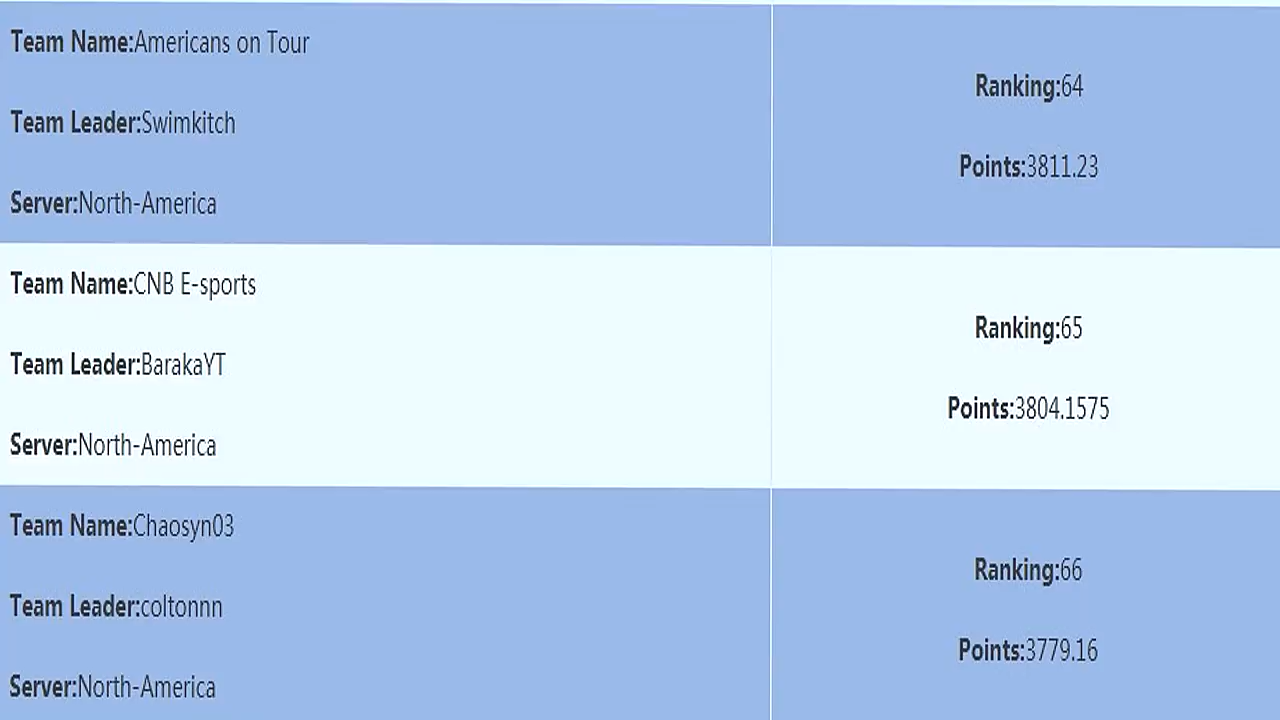 Team Name:Americans on Tour
Team Leader:Swimkitch
Server:North-America
Ranking:64
Points:3811.23
Team Name:CNB E-sports
Team Leader:BarakaYT
Server:North-America
Ranking:65
Points:3804.1575
Team Name:Chaosyn03
Team Leader:coltonnn
Server:North-America
Ranking:66
Points:3779.16